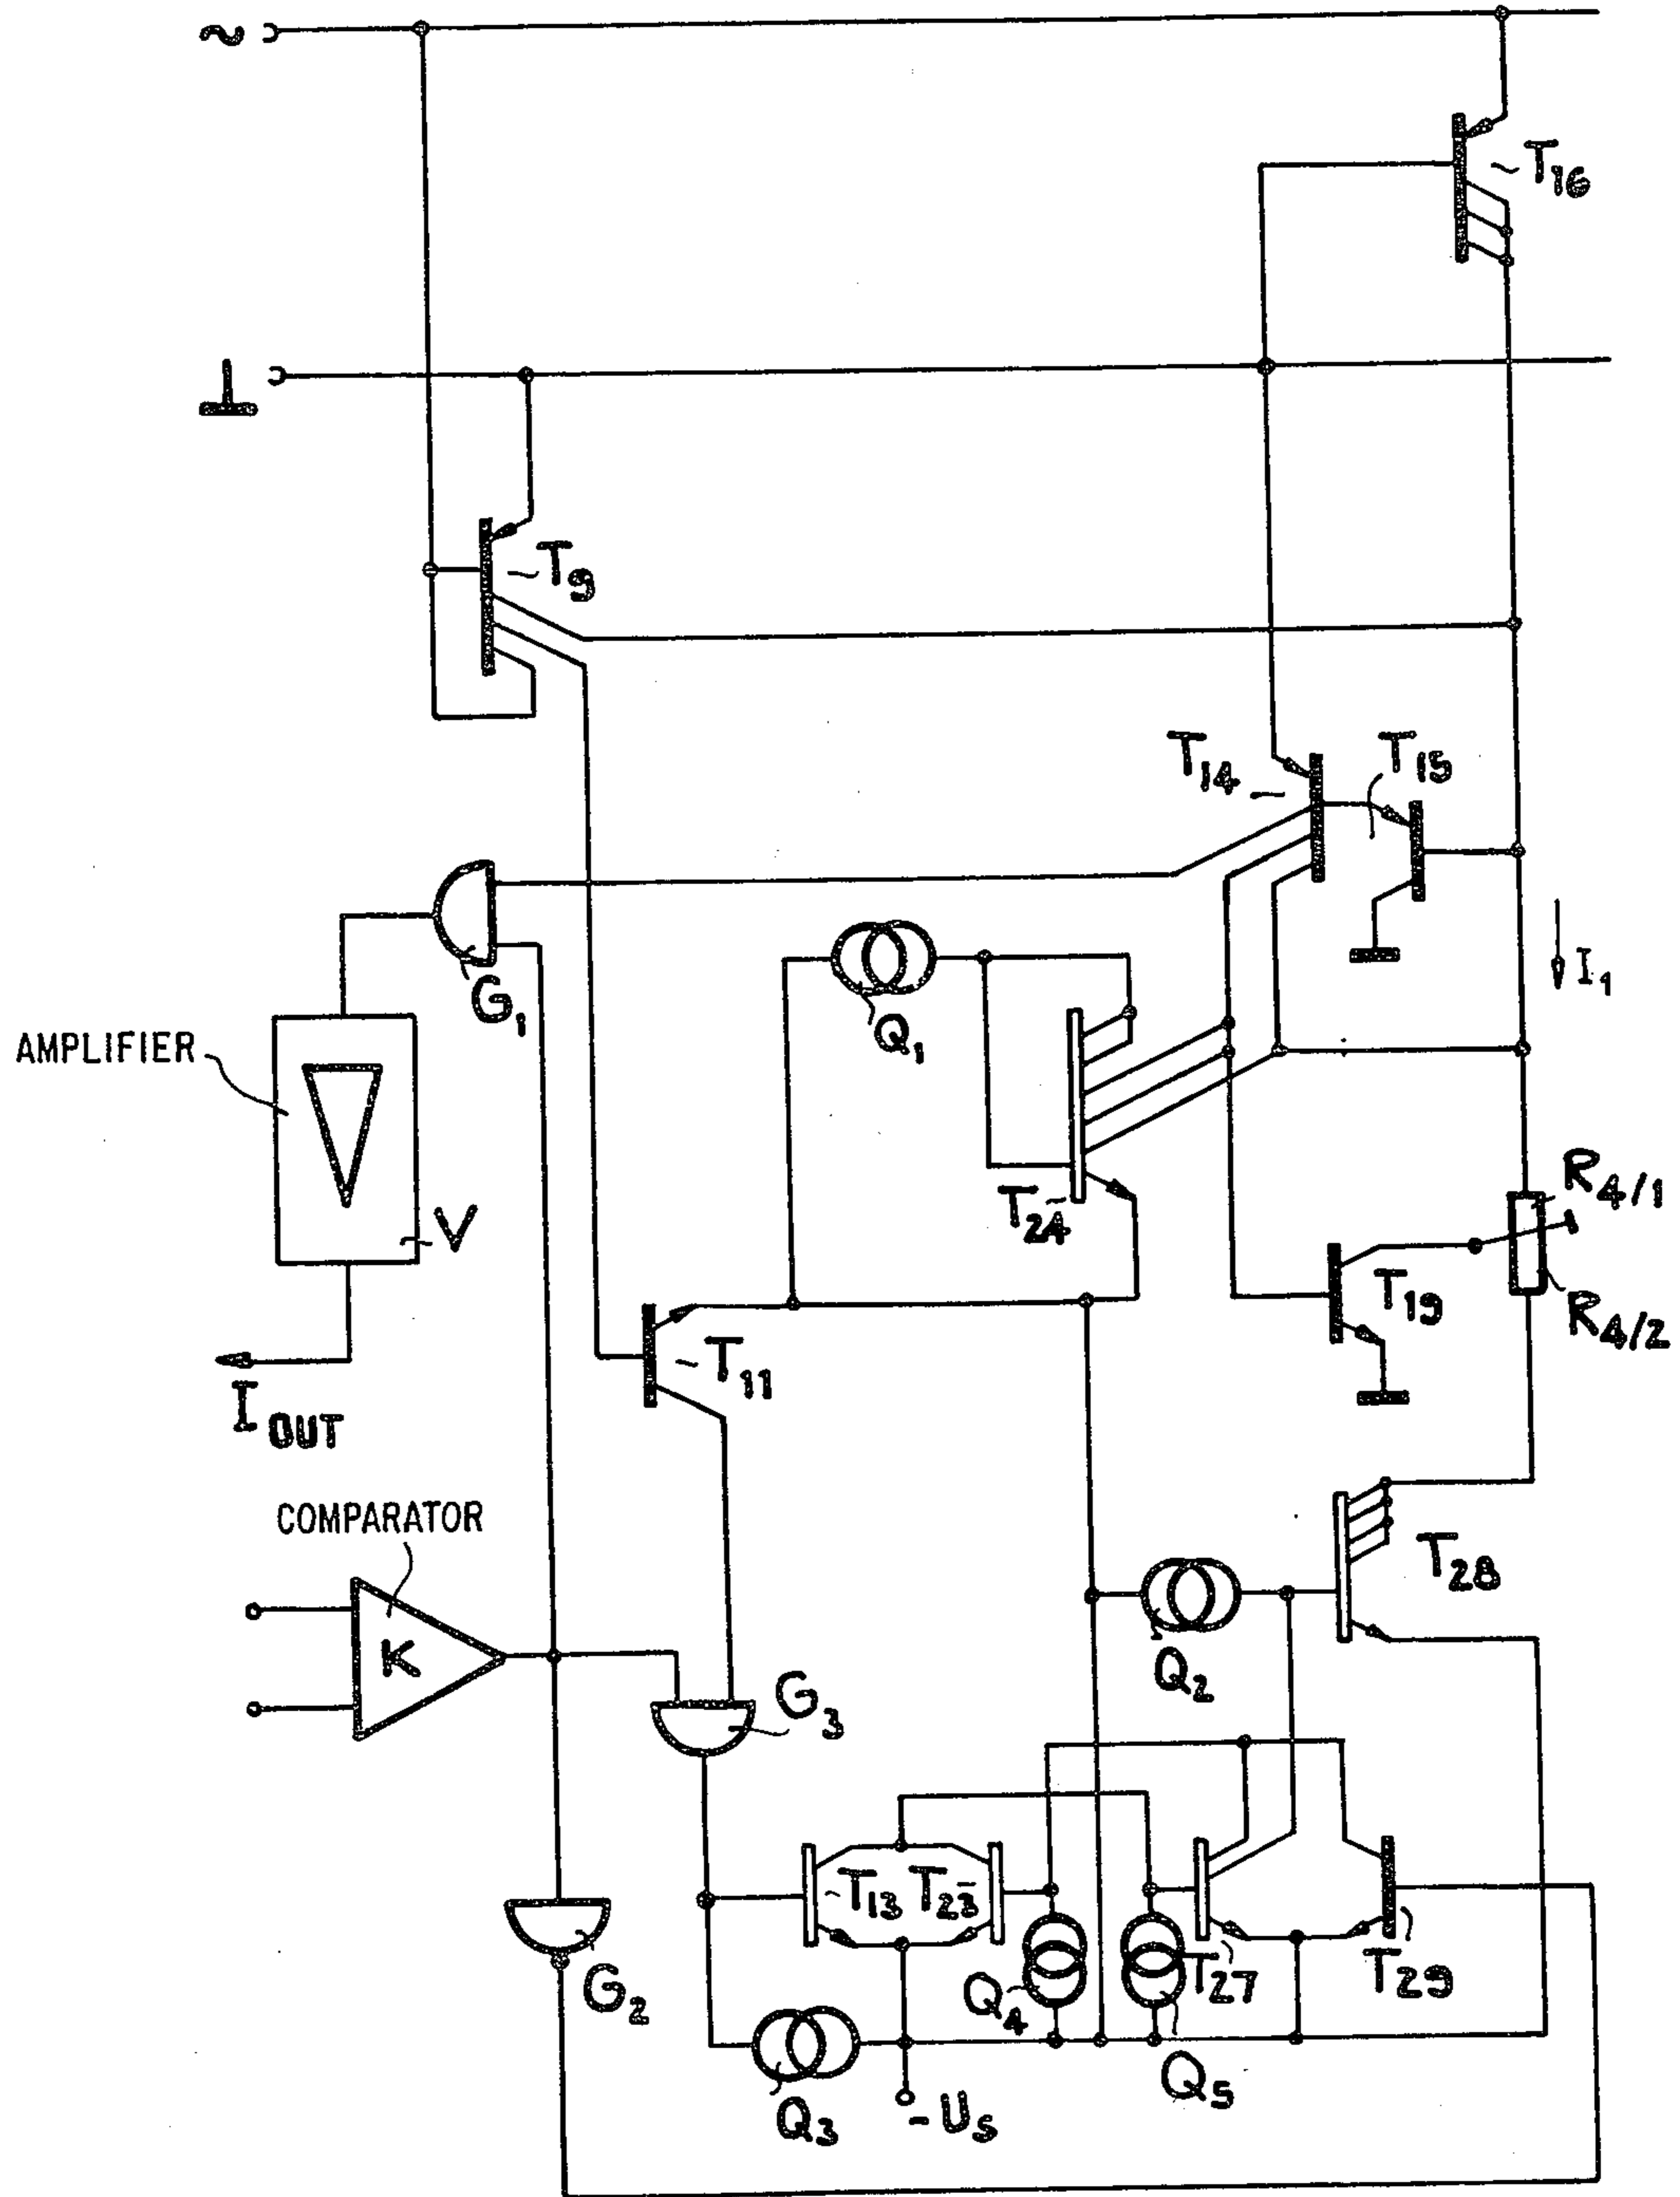 ~
T16
T9
T14
T15
G1
Q1
I1
AMPLIFIER
V
T24
R4/1
T19
R4/2
T11
IOUT
COMPARATOR
K
T28
Q2
G3
T13
T23
G2
Q4
T27
T29
Q3
-Us
Q5